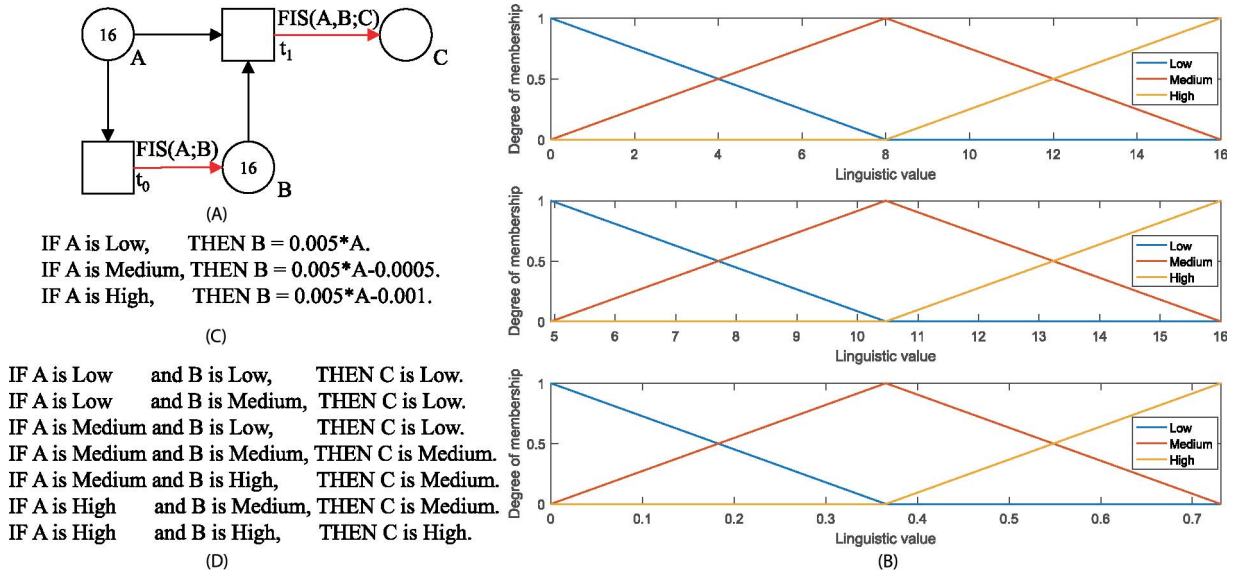 16
A
FIS(A,B;C)
t1
C
FIS(A;B)
t0
16
B
(A)
IF A is Low, THEN B = 0.005*A.
IF A is Medium, THEN B = 0.005*A-0.0005.
IF A is High, THEN B = 0.005*A-0.001.
(C)
IF A is Low and B is Low, THEN C is Low.
IF A is Low and B is Medium, THEN C is Low.
IF A is Medium and B is Low, THEN C is Low.
IF A is Medium and B is Medium, THEN C is Medium.
IF A is Medium and B is High, THEN C is Medium.
IF A is High and B is Medium, THEN C is Medium.
IF A is High and B is High, THEN C is High.
(D)
Degree of membership
1
0.5
0
0 2 4 6 8 10 12 14 16
Linguistic value
Low
Medium
High
Degree of membership
1
0.5
0
5 6 7 8 9 10 11 12 13 14 15 16
Linguistic value
Low
Medium
High
Degree of membership
1
0.5
0
0 0.1 0.2 0.3 0.4 0.5 0.6 0.7
Linguistic value
Low
Medium
High
(B)